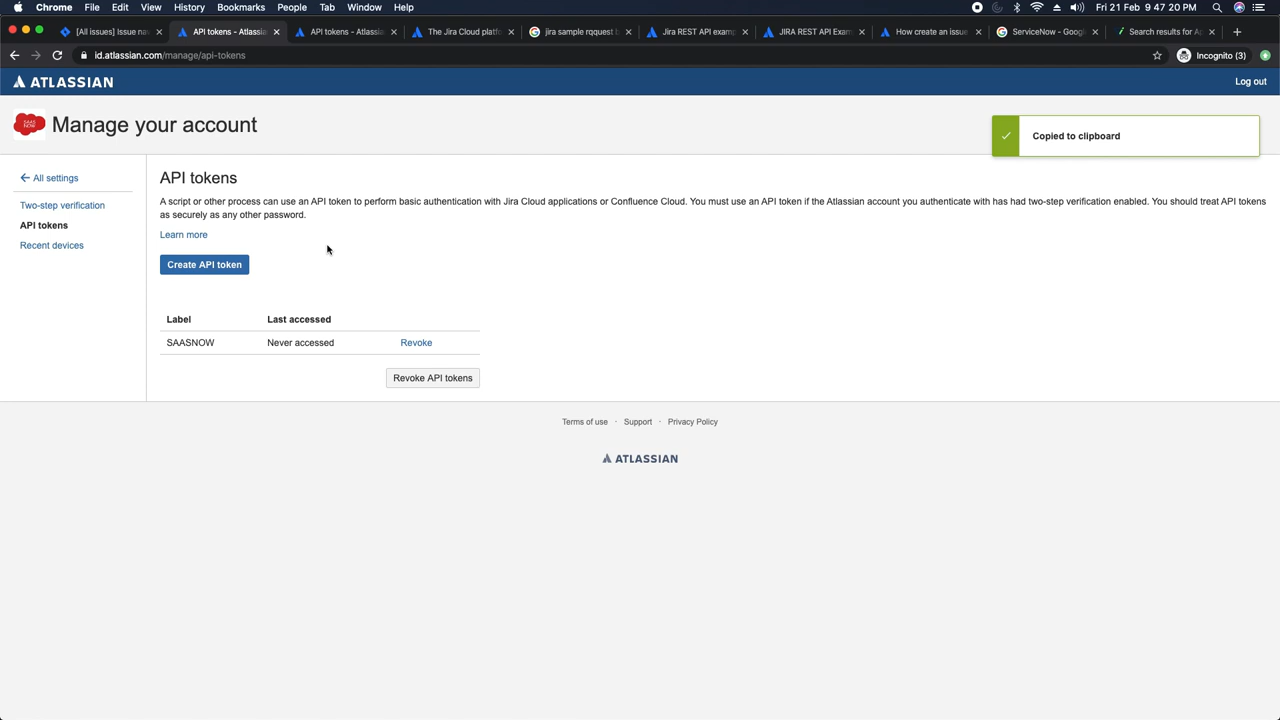 Chrome File Edit View History Bookmarks People Tab Window Help Fri 21 Feb 9 47 20 PM
[All issues] Issue na API tokens - Atlassia API tokens - Atlassia The Jira Cloud platfo jira sample rqquest b Jira REST API examp JIRA REST API Exam How create an issue ServiceNow - Goog Search results for A
id.atlassian.com/manage/api-tokens Incognito (3)
ATLASSIAN Log out
SAAS
NOW
Manage your account
Copied to clipboard
All settings
Two-step verification
API tokens
Recent devices
API tokens
A script or other process can use an API token to perform basic authentication with Jira Cloud applications or Confluence Cloud. You must use an API token if the Atlassian account you authenticate with has had two-step verification enabled. You should treat API tokens
as securely as any other password.
Learn more
Create API token
Label Last accessed
SAASNOW Never accessed Revoke
Revoke API tokens
Terms of use · Support · Privacy Policy
ATLASSIAN